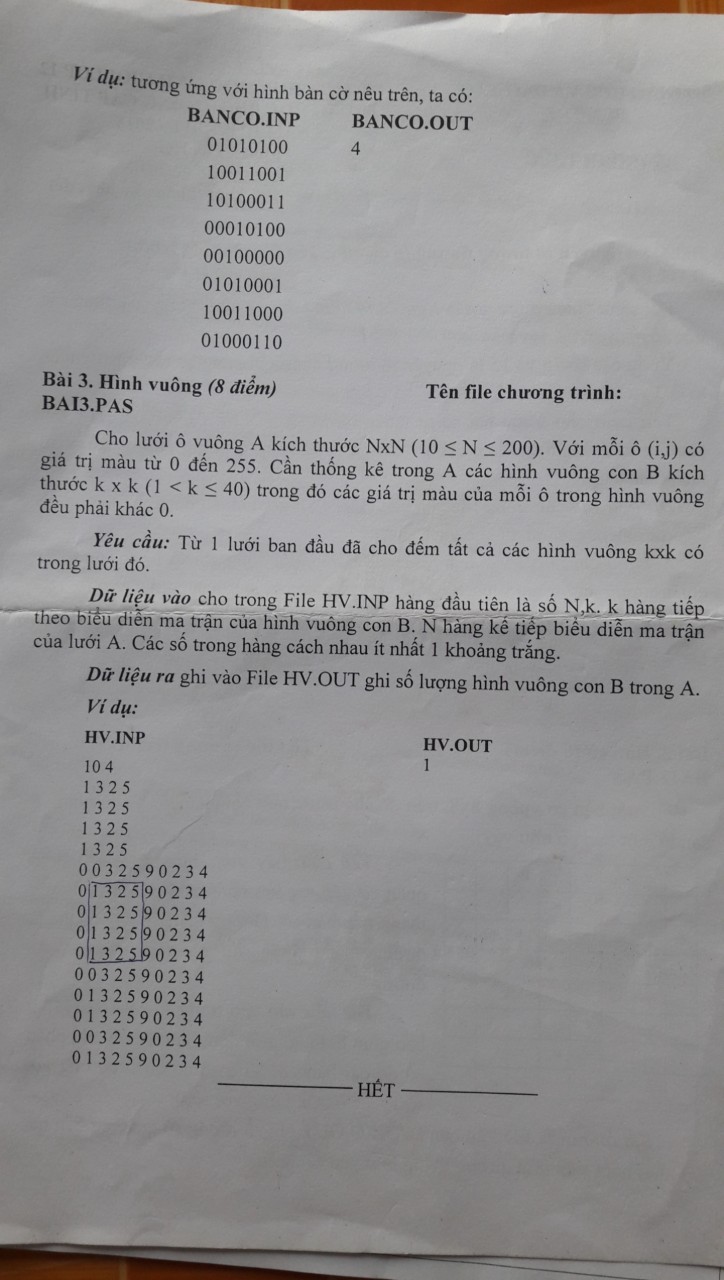 Ví dụ: tương ứng với hình bàn cờ nêu trên, ta có:
BANCO.INP BANCO.OUT
01010100 4
10011001
10100011
00010100
00100000
01010001
10011000
01000110
Bài 3. Hình vuông (8 điểm) Tên file chương trình:
BAI3.PAS
Cho lưới ô vuông A kích thước NxN (10 ≤ N ≤ 200). Với mỗi ô (i,j) có
giá trị màu từ 0 đến 255. Cần thống kê trong A các hình vuông con B kích
thước k x k (1 < k ≤ 40) trong đó các giá trị màu của mỗi ô trong hình vuông
đều phải khác 0.
Yêu cầu: Từ 1 lưới ban đầu đã cho đếm tất cả các hình vuông kxk có
trong lưới đó.
Dữ liệu vào cho trong File HV.INP hàng đầu tiên là số N,k. k hàng tiếp
theo biểu diễn ma trận của hình vuông con B. N hàng kế tiếp biểu diễn ma trận
của lưới A. Các số trong hàng cách nhau ít nhất 1 khoảng trắng.
Dữ liệu ra ghi vào File HV.OUT ghi số lượng hình vuông con B trong A.
Ví dụ:
HV.INP HV.OUT
10 4 1
1 3 2 5
1 3 2 5
1 3 2 5
1 3 2 5
0 0 3 2 5 9 0 2 3 4
0 1 3 2 5 9 0 2 3 4
0 1 3 2 5 9 0 2 3 4
0 1 3 2 5 9 0 2 3 4
0 1 3 2 5 9 0 2 3 4
0 0 3 2 5 9 0 2 3 4
0 1 3 2 5 9 0 2 3 4
0 1 3 2 5 9 0 2 3 4
0 0 3 2 5 9 0 2 3 4
0 1 3 2 5 9 0 2 3 4
HẾT